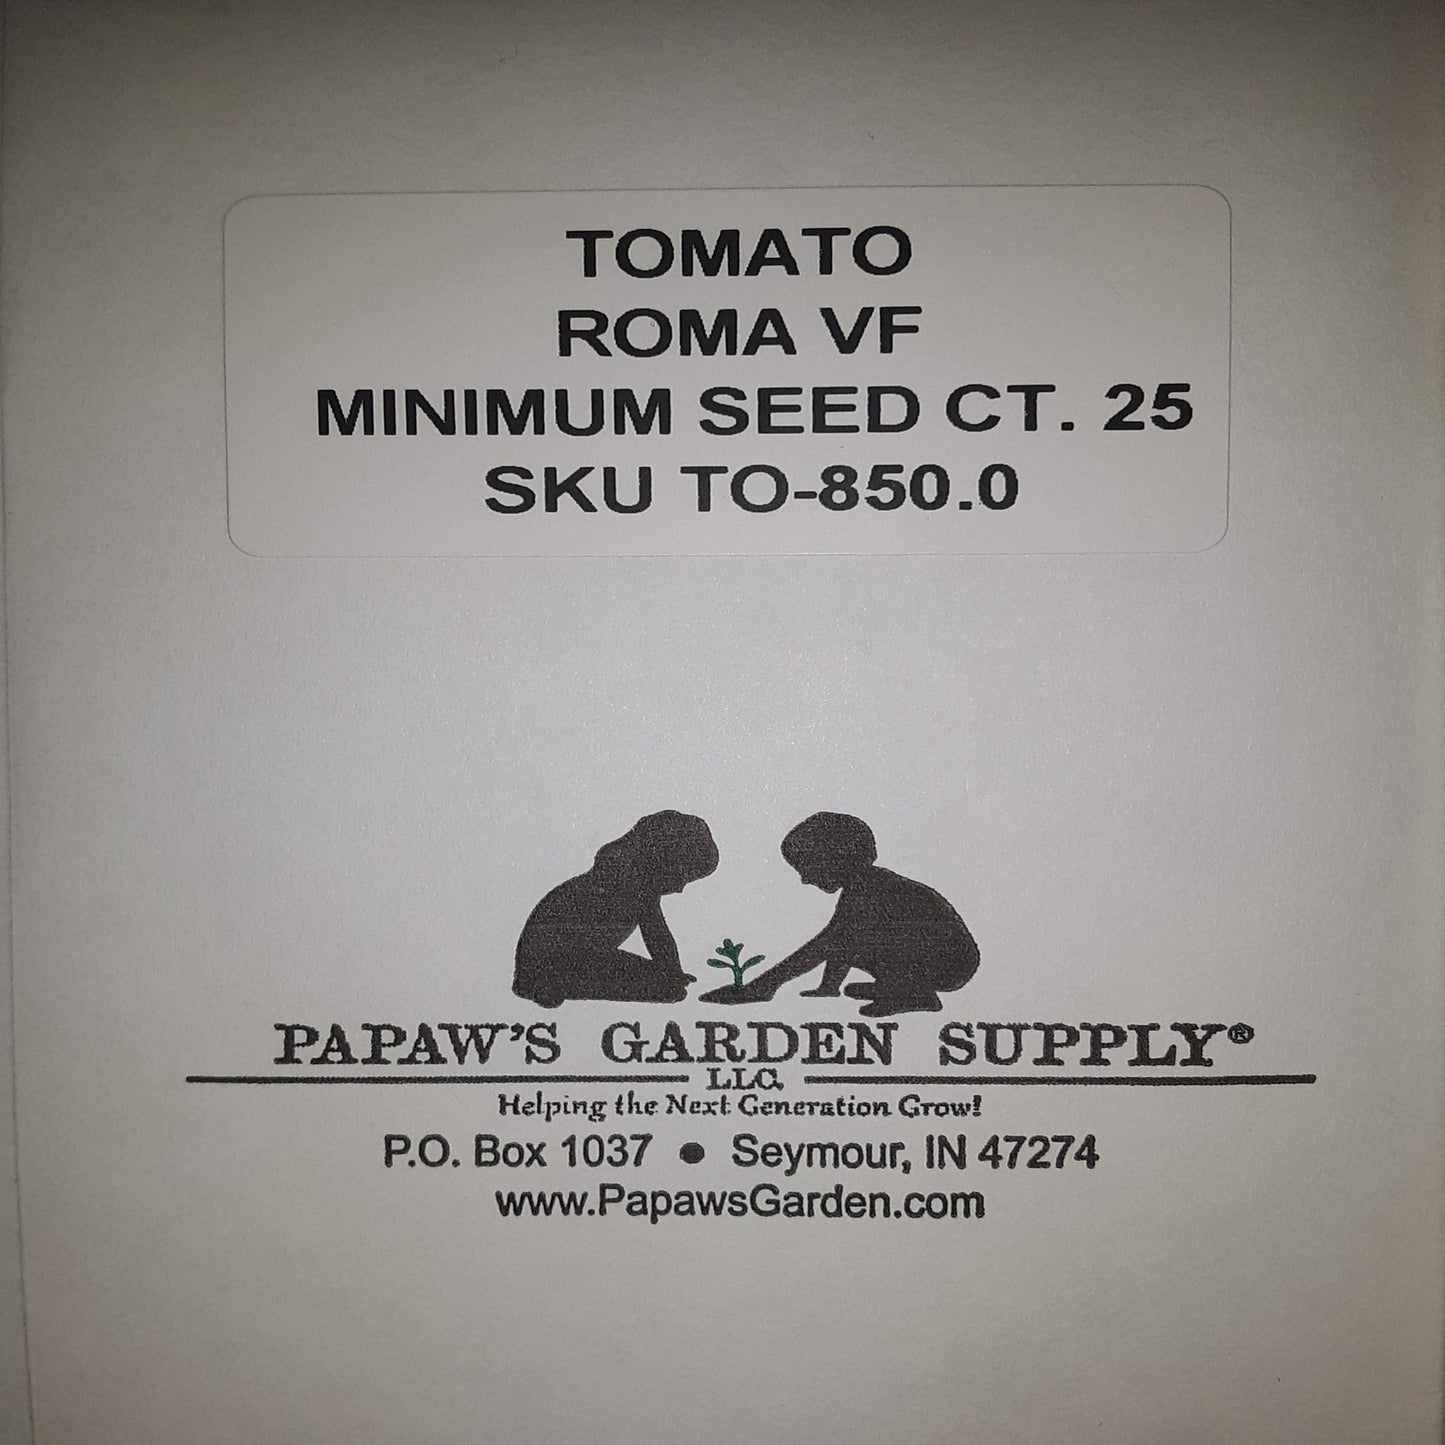 TOMATO
ROMA VF
MINIMUM SEED CT. 25
SKU TO-850.0
PAPAW'S GARDEN SUPPLY®
LLC.
Helping the Next Generation Grow!
P.O. Box 1037 ● Seymour, IN 47274
www.PapawsGarden.com